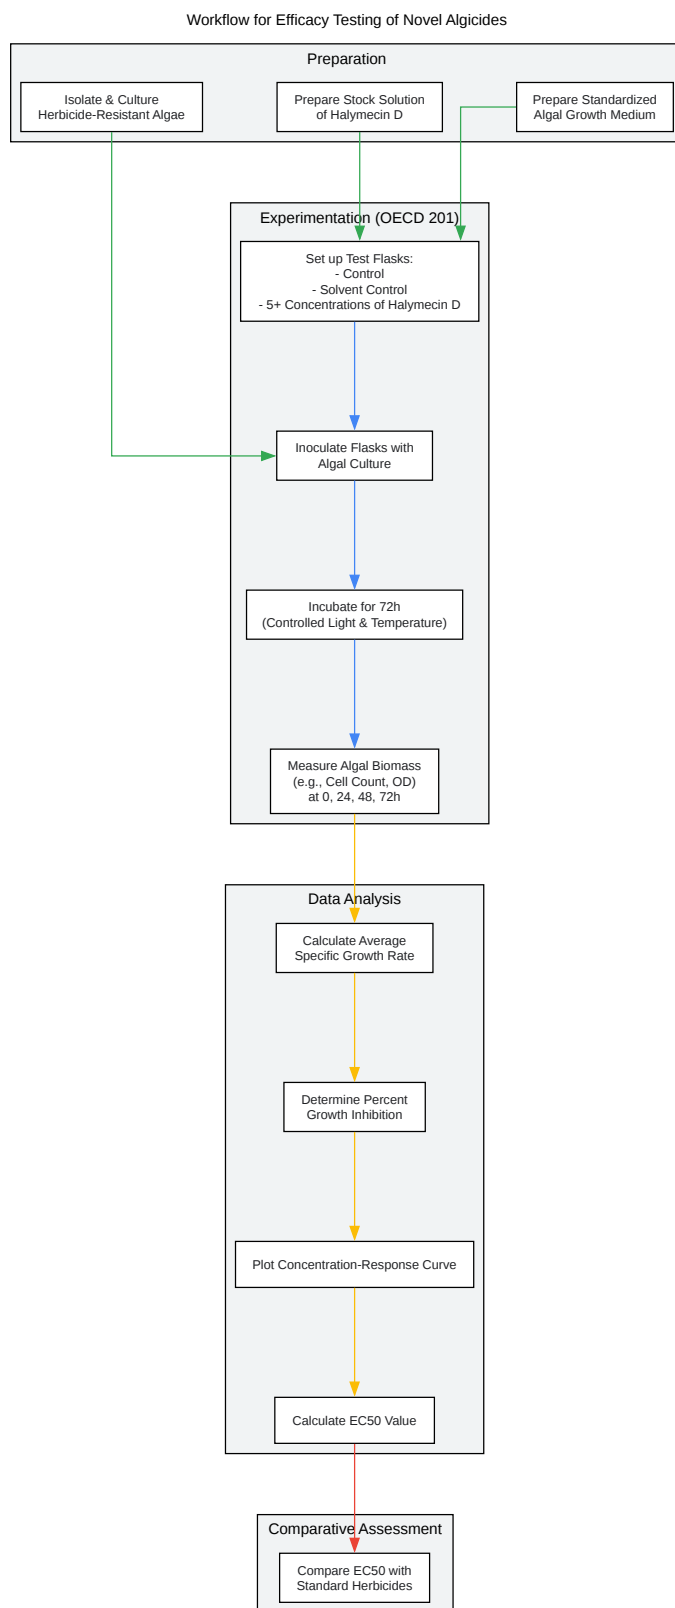 Workflow for Efficacy Testing of Novel Algicides
Preparation
Isolate & Culture
Herbicide-Resistant Algae
Prepare Stock Solution
of Halymecin D
Prepare Standardized
Algal Growth Medium
Experimentation (OECD 201)
Set up Test Flasks:
- Control
- Solvent Control
- 5+ Concentrations of Halymecin D
Inoculate Flasks with
Algal Culture
Incubate for 72h
(Controlled Light & Temperature)
Measure Algal Biomass
(e.g., Cell Count, OD)
at 0, 24, 48, 72h
Data Analysis
Calculate Average
Specific Growth Rate
Determine Percent
Growth Inhibition
Plot Concentration-Response Curve
Calculate EC50 Value
Comparative Assessment
Compare EC50 with
Standard Herbicides